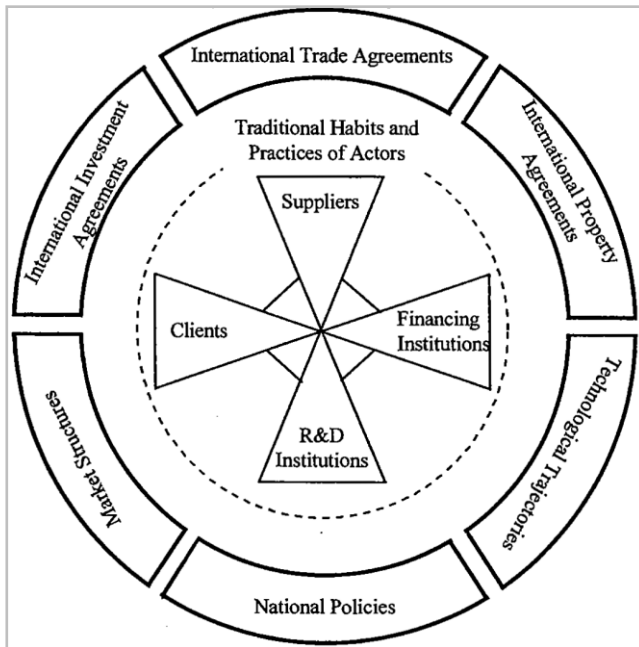 International Trade Agreements
International Investment
Agreements
International Property
Agreements
Traditional Habits and
Practices of Actors
Suppliers
Clients
Financing
Institutions
R&D
Institutions
Market Structures
Technological Trajectories
National Policies